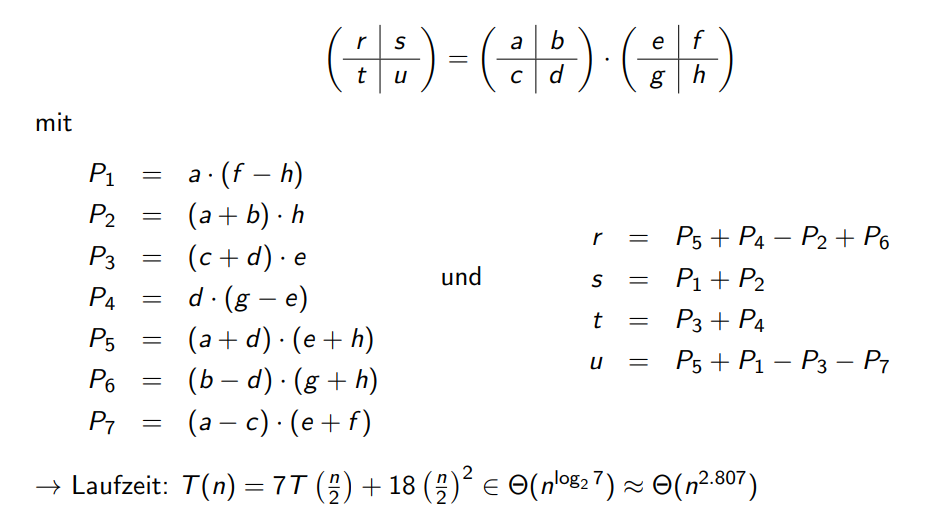 ( r | s ) = ( a | b ) · ( e | f )
( t | u )   ( c | d )   ( g | h )
mit
P₁ = a · (f − h)
P₂ = (a + b) · h
P₃ = (c + d) · e
P₄ = d · (g − e)
P₅ = (a + d) · (e + h)
P₆ = (b − d) · (g + h)
P₇ = (a − c) · (e + f)
und
r = P₅ + P₄ − P₂ + P₆
s = P₁ + P₂
t = P₃ + P₄
u = P₅ + P₁ − P₃ − P₇
→ Laufzeit: T(n) = 7T (n/2) + 18 (n/2)² ∈ Θ(n^{log₂ 7}) ≈ Θ(n^{2.807})